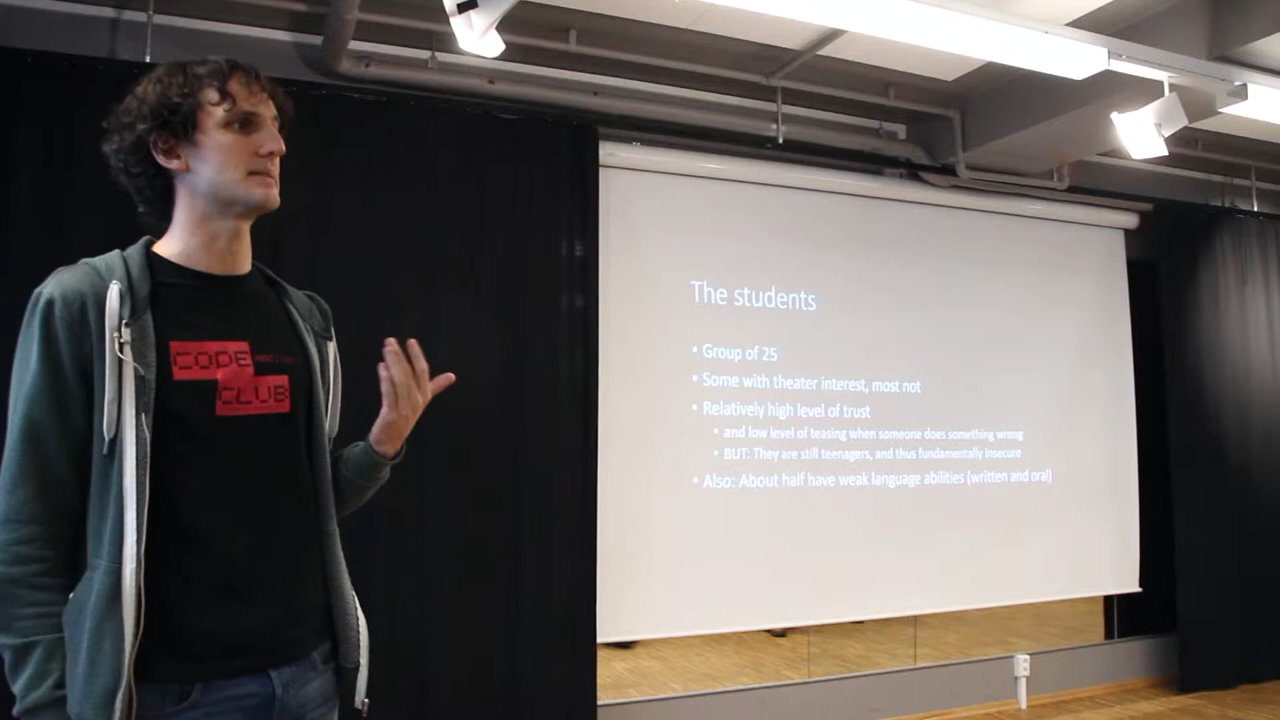 CODE
CLUB
The students
• Group of 25
• Some with theater interest, most not
• Relatively high level of trust
• and low level of teasing when someone does something wrong
• BUT: They are still teenagers, and thus fundamentally insecure
• Also: About half have weak language abilities (written and oral)